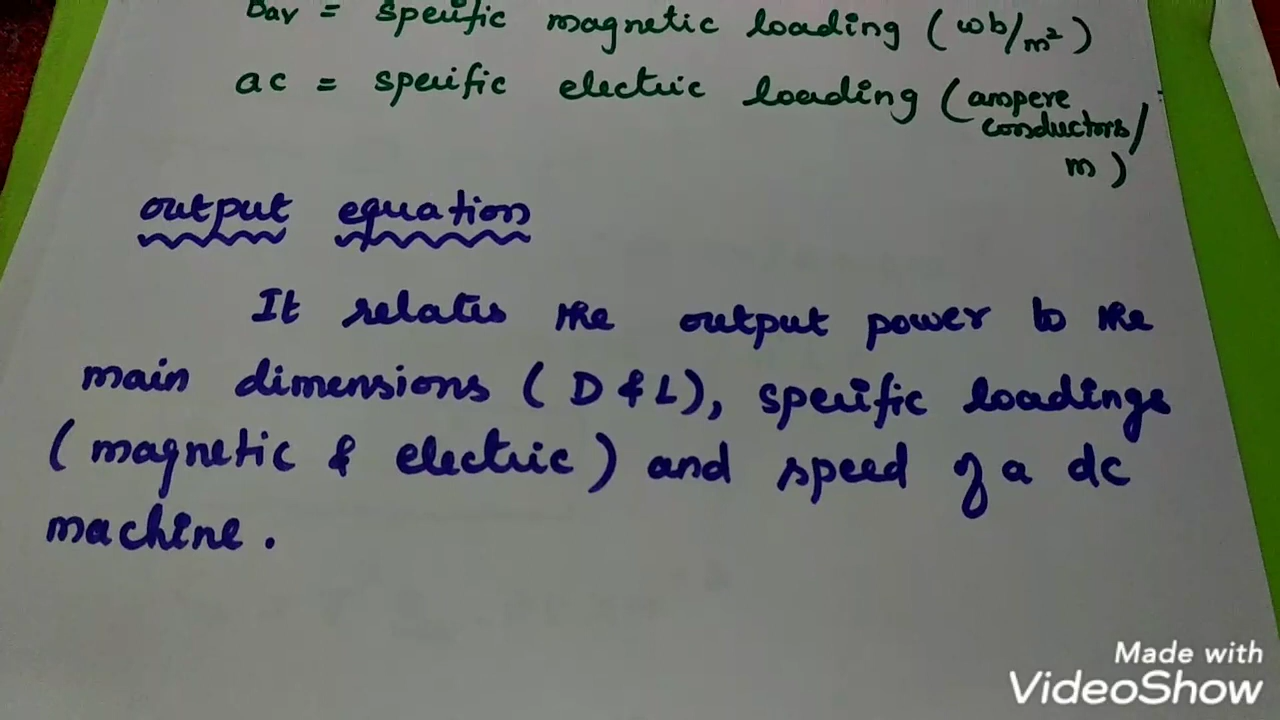 Bav = specific magnetic loading (wb/m²)
ac = specific electric loading (ampere
conductors/
m)
output equation
It relates the output power to the
main dimensions (D & L), specific loadings
(magnetic & electric) and speed of a dc
machine.
Made with
VideoShow